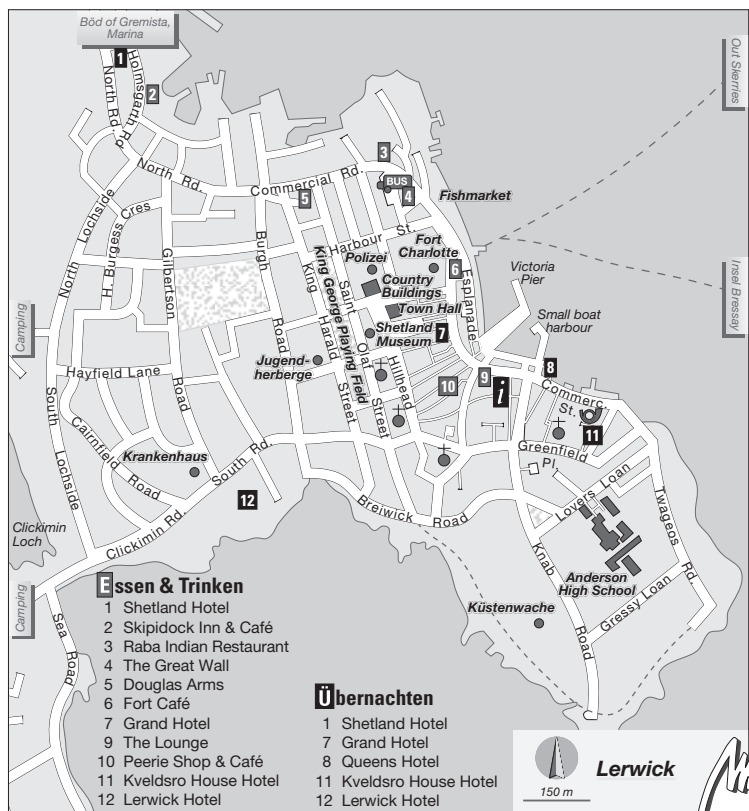 Böd of Gremista,
Marina
1
2
Holmsgarth Rd
North Rd.
Out Skerries
North Rd.
Commercial Rd.
3
BUS
4
5
Fishmarket
North Lochside
H. Burgess Cres
Gilbertson Road
Burgh Road
King Harald Street
King George Playing Field
Saint Olaf Street
Harbour St.
Polizei
Fort
Charlotte
6
Esplanade
Victoria
Pier
Insel Bressay
Country
Buildings
Town Hall
Small boat
harbour
Camping
Shetland
Museum
7
Hillhead
Jugend-
herberge
Hayfield Lane
10
9
i
8
Commerc. St.
11
South Lochside
Cairnfield Road
Krankenhaus
South Rd.
Greenfield Pl.
12
Clickimin
Loch
Clickimin Rd.
Breiwick Road
Lovers Loan
Twageos Rd.
Knab Road
Anderson
High School
Gressy Loan
Küstenwache
Camping
Sea Road
Essen & Trinken
1 Shetland Hotel
2 Skipidock Inn & Café
3 Raba Indian Restaurant
4 The Great Wall
5 Douglas Arms
6 Fort Café
7 Grand Hotel
9 The Lounge
10 Peerie Shop & Café
11 Kveldsro House Hotel
12 Lerwick Hotel
Übernachten
1 Shetland Hotel
7 Grand Hotel
8 Queens Hotel
11 Kveldsro House Hotel
12 Lerwick Hotel
150 m
Lerwick